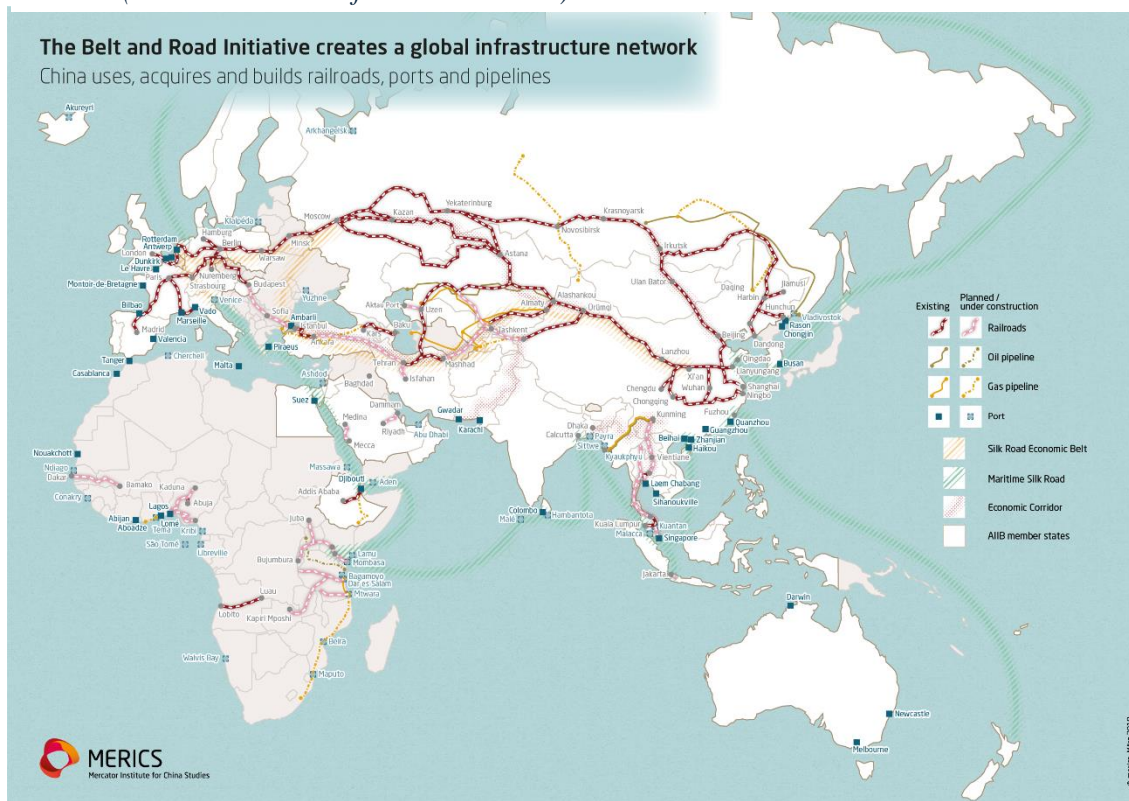 The Belt and Road Initiative creates a global infrastructure network
China uses, acquires and builds railroads, ports and pipelines
Akureyri
Arkhangelsk
Klaipėda
Moscow
Kazan
Yekaterinburg
Novosibirsk
Krasnoyarsk
Irkutsk
Rotterdam
Antwerp
Hamburg
Berlin
Minsk
London
Dunkirk
Le Havre
Paris
Warsaw
Nuremberg
Strasbourg
Budapest
Montoir-de-Bretagne
Venice
Yuzhne
Astana
Ulan Bator
Daqing
Jiamusi
Harbin
Hunchun
Vladivostok
Bilbao
Vado
Marseille
Madrid
Valencia
Sofia
Ambarli
Istanbul
Ankara
Kars
Baku
Aktau Port
Uzen
Almaty
Alashankou
Ürümqi
Tashkent
Rason
Chongjin
Dandong
Beijing
Tanger
Casablanca
Cherchell
Malta
Piraeus
Tehran
Mashhad
Isfahan
Lanzhou
Xi'an
Qingdao
Lianyungang
Busan
Ashdod
Suez
Baghdad
Dammam
Medina
Riyadh
Mecca
Abu Dhabi
Gwadar
Karachi
Chengdu
Chongqing
Wuhan
Shanghai
Ningbo
Kunming
Fuzhou
Quanzhou
Guangzhou
Beihai
Zhanjian
Haikou
Dhaka
Calcutta
Payra
Sittwe
Kyaukphyu
Vientiane
Laem Chabang
Sihanoukville
Nouakchott
Ndiago
Dakar
Bamako
Conakry
Kaduna
Abuja
Lagos
Lomé
Tema
Abijan
Aboadze
Kribi
São Tomé
Libreville
Massawa
Djibouti
Aden
Addis Ababa
Juba
Bujumbura
Lamu
Mombasa
Bagamoyo
Dar es Salam
Mtwara
Colombo
Hambantota
Malé
Kuala Lumpur
Kuantan
Malacca
Singapore
Jakarta
Luau
Lobito
Kapiri Mposhi
Beira
Walvis Bay
Maputo
Darwin
Newcastle
Melbourne
Existing
Planned /
under construction
Railroads
Oil pipeline
Gas pipeline
Port
Silk Road Economic Belt
Maritime Silk Road
Economic Corridor
AIIB member states
MERICS
Mercator Institute for China Studies